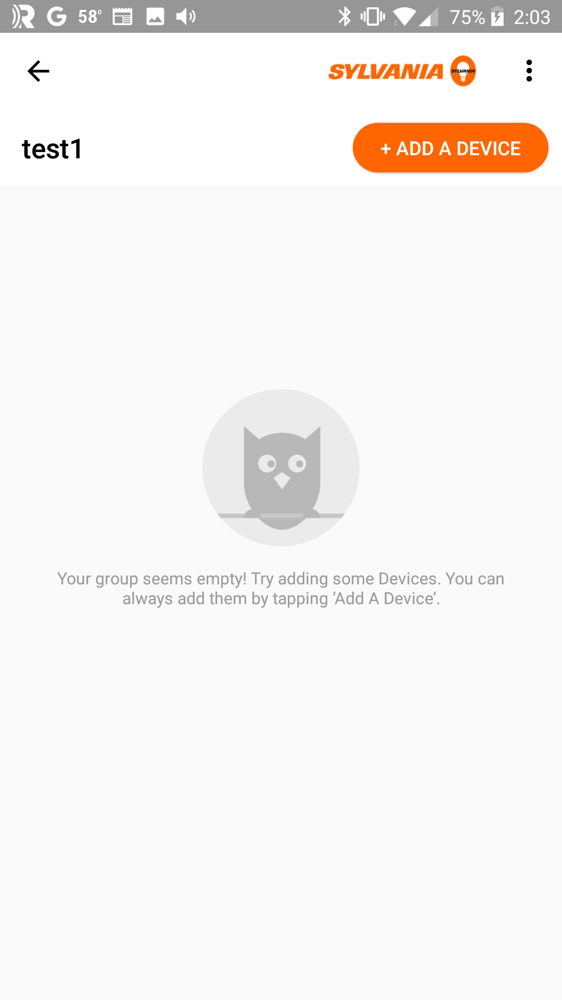 58° 75% 2:03
SYLVANIA SYLVANIA
test1 + ADD A DEVICE
Your group seems empty! Try adding some Devices. You can
always add them by tapping ‘Add A Device’.